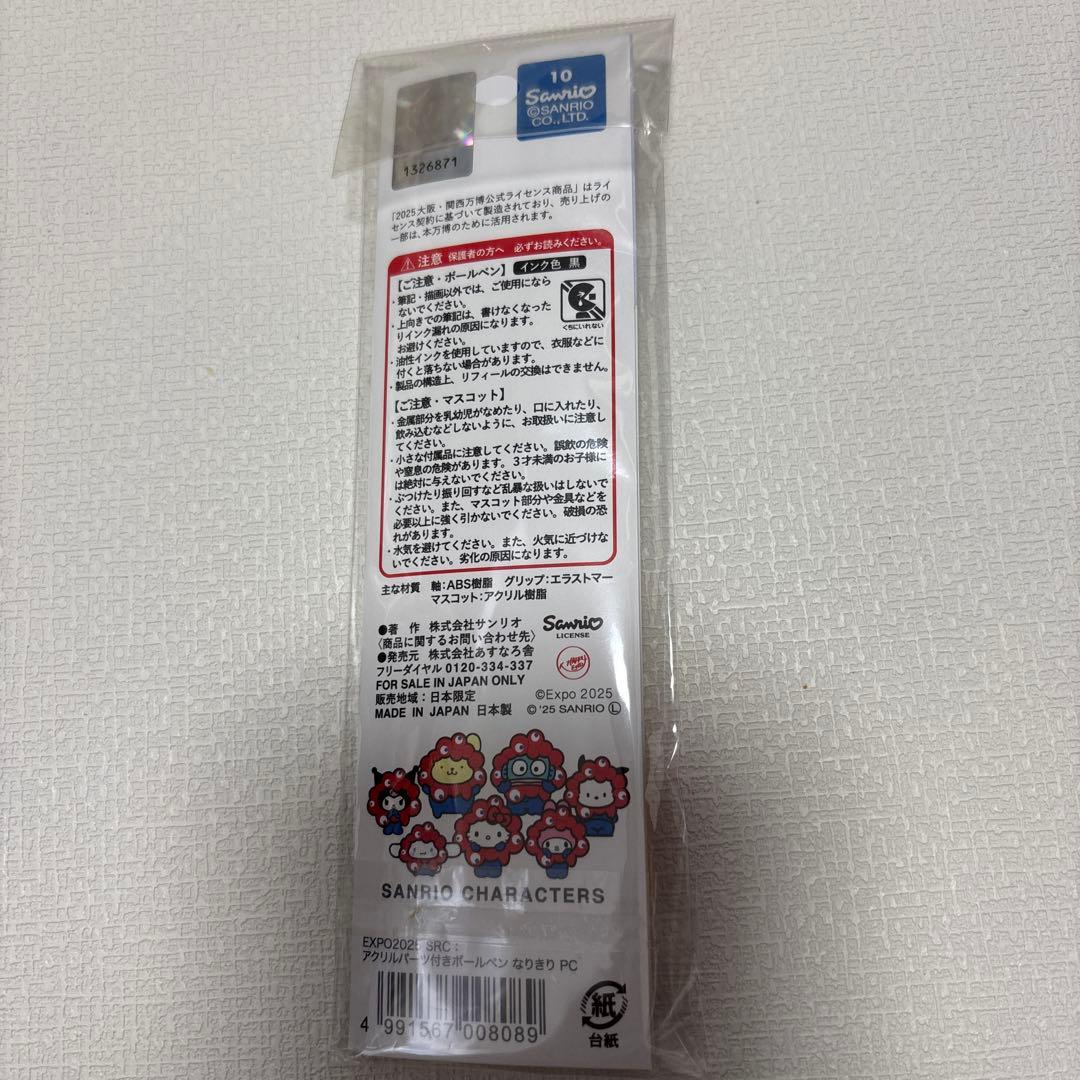 10
Sanrio
©SANRIO
CO., LTD.
1326871
「2025大阪・関西万博公式ライセンス商品」はライ
センス契約に基づいて製造されており、売り上げの
一部は、本万博のために活用されます。
注意 保護者の方へ 必ずお読みください。
【ご注意・ボールペン】 インク色 黒
・筆記・描画以外では、ご使用になら
ないでください。
・上向きでの筆記は、書けなくなった
りインク漏れの原因になります。
お避けください。
くちにいれない
・油性インクを使用していますので、衣服などに
付くと落ちない場合があります。
・製品の構造上、リフィールの交換はできません。
【ご注意・マスコット】
・金属部分を乳幼児がなめたり、口に入れたり、
飲み込むなどしないように、お取扱いに注意し
てください。
・小さな付属品に注意してください。誤飲の危険
や窒息の危険があります。3才未満のお子様に
は絶対に与えないでください。
・ぶつけたり振り回すなど乱暴な扱いはしないで
ください。また、マスコット部分や金具などを
必要以上に強く引かないでください。破損の恐
れがあります。
・水気を避けてください。また、火気に近づけな
いでください。劣化の原因になります。
主な材質 軸:ABS樹脂 グリップ:エラストマー
マスコット:アクリル樹脂
●著 作 株式会社サンリオ
〈商品に関するお問い合わせ先〉
●発売元 株式会社あすなろ舎
フリーダイヤル 0120-334-337
FOR SALE IN JAPAN ONLY
販売地域:日本限定
MADE IN JAPAN 日本製
Sanrio
LICENSE
©Expo 2025
© '25 SANRIO Ⓛ
SANRIO CHARACTERS
EXPO2025 SRC:
アクリルパーツ付きボールペン なりきり PC
4 991567 008089
紙
台紙